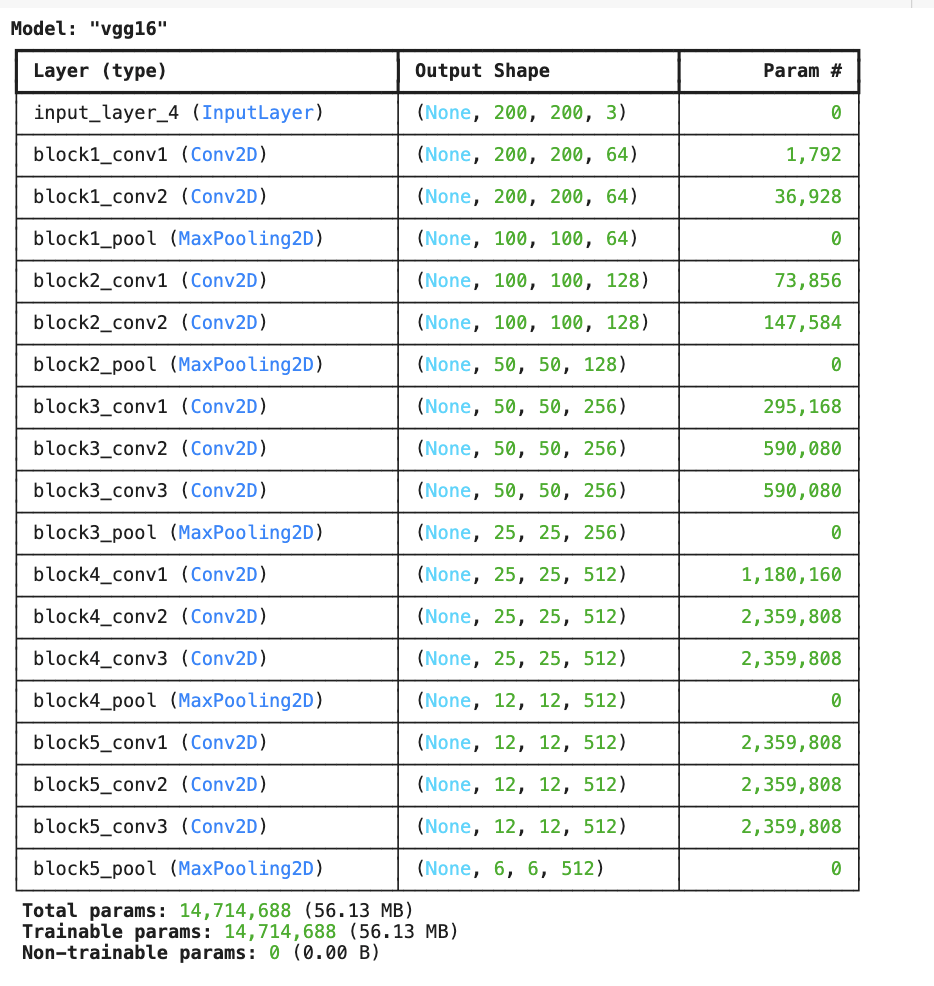 Model: "vgg16"
Layer (type) Output Shape Param #
input_layer_4 (InputLayer) (None, 200, 200, 3) 0
block1_conv1 (Conv2D) (None, 200, 200, 64) 1,792
block1_conv2 (Conv2D) (None, 200, 200, 64) 36,928
block1_pool (MaxPooling2D) (None, 100, 100, 64) 0
block2_conv1 (Conv2D) (None, 100, 100, 128) 73,856
block2_conv2 (Conv2D) (None, 100, 100, 128) 147,584
block2_pool (MaxPooling2D) (None, 50, 50, 128) 0
block3_conv1 (Conv2D) (None, 50, 50, 256) 295,168
block3_conv2 (Conv2D) (None, 50, 50, 256) 590,080
block3_conv3 (Conv2D) (None, 50, 50, 256) 590,080
block3_pool (MaxPooling2D) (None, 25, 25, 256) 0
block4_conv1 (Conv2D) (None, 25, 25, 512) 1,180,160
block4_conv2 (Conv2D) (None, 25, 25, 512) 2,359,808
block4_conv3 (Conv2D) (None, 25, 25, 512) 2,359,808
block4_pool (MaxPooling2D) (None, 12, 12, 512) 0
block5_conv1 (Conv2D) (None, 12, 12, 512) 2,359,808
block5_conv2 (Conv2D) (None, 12, 12, 512) 2,359,808
block5_conv3 (Conv2D) (None, 12, 12, 512) 2,359,808
block5_pool (MaxPooling2D) (None, 6, 6, 512) 0
Total params: 14,714,688 (56.13 MB)
Trainable params: 14,714,688 (56.13 MB)
Non-trainable params: 0 (0.00 B)